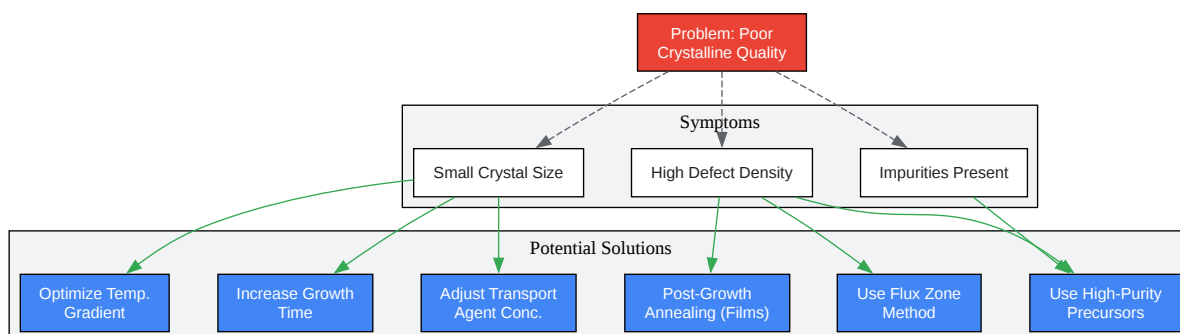 Problem: Poor
Crystalline Quality
Symptoms
Small Crystal Size
High Defect Density
Impurities Present
Potential Solutions
Optimize Temp.
Gradient
Increase Growth
Time
Adjust Transport
Agent Conc.
Post-Growth
Annealing (Films)
Use Flux Zone
Method
Use High-Purity
Precursors